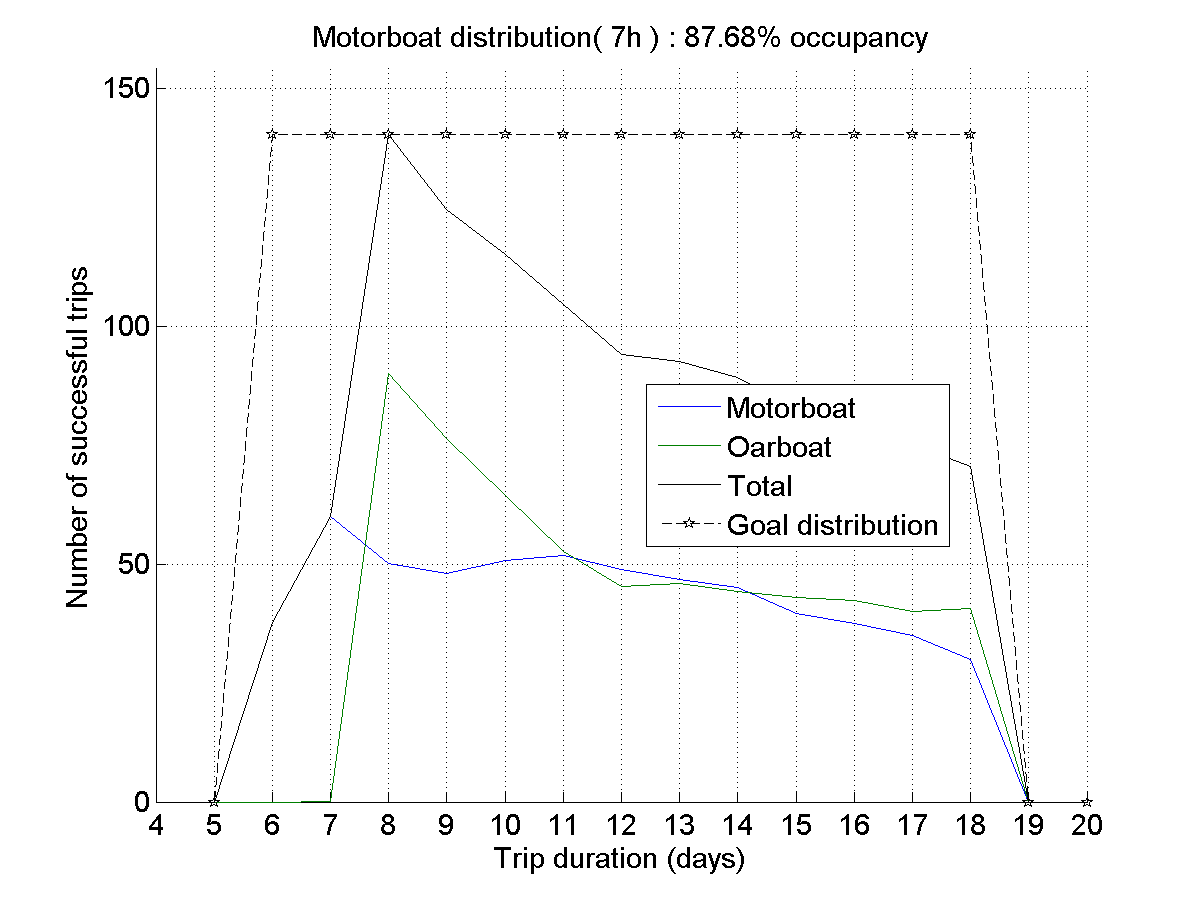 Motorboat distribution( 7h ) : 87.68% occupancy
150
100
50
0
Number of successful trips
Motorboat
Oarboat
Total
Goal distribution
4 5 6 7 8 9 10 11 12 13 14 15 16 17 18 19 20
Trip duration (days)